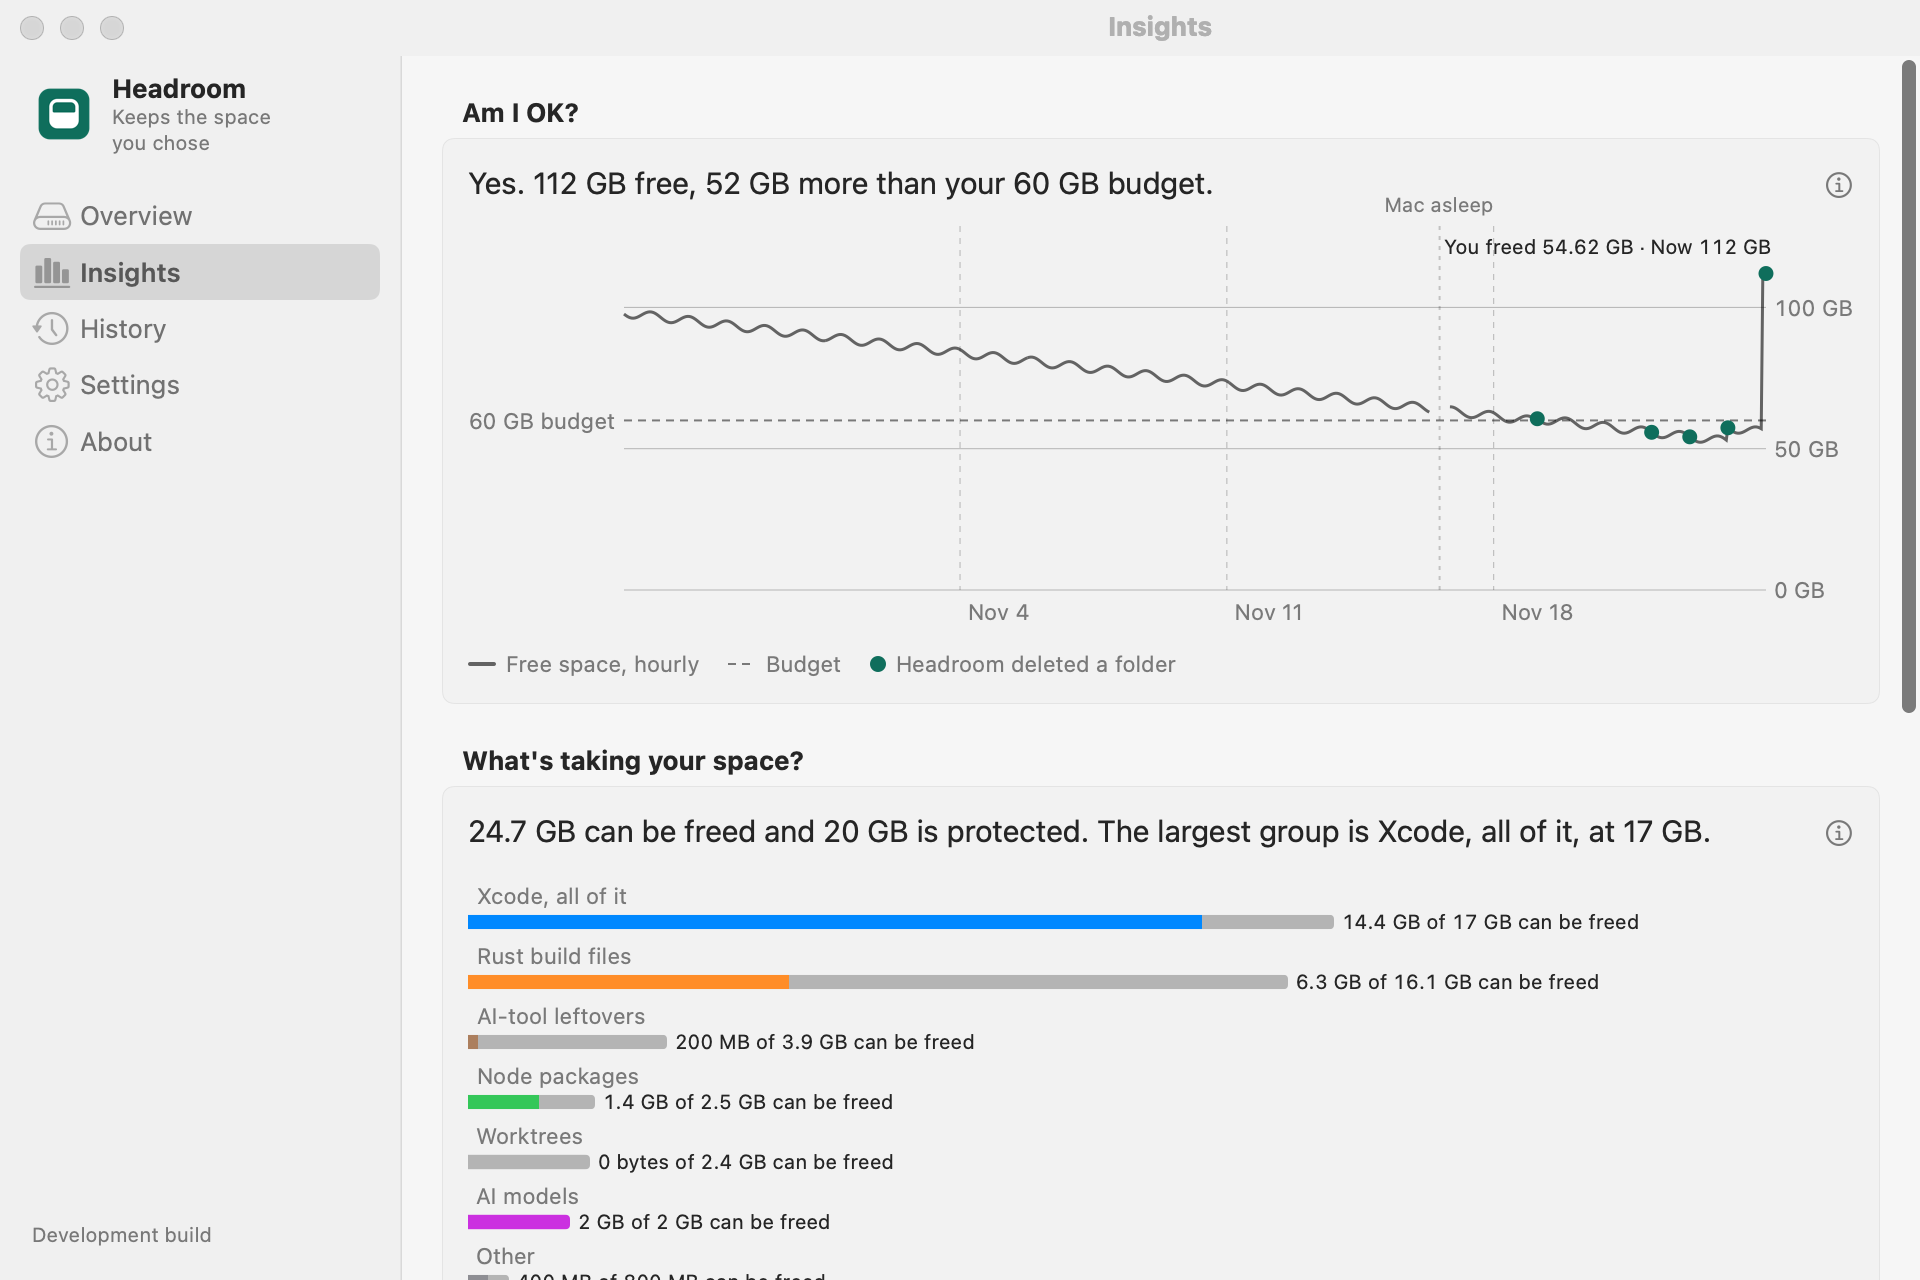 Insights
Headroom
Keeps the space
you chose
Overview
Insights
History
Settings
About
Development build
Am I OK?
Yes. 112 GB free, 52 GB more than your 60 GB budget.
Mac asleep
You freed 54.62 GB · Now 112 GB
100 GB
60 GB budget
50 GB
0 GB
Nov 4
Nov 11
Nov 18
Free space, hourly
Budget
Headroom deleted a folder
What's taking your space?
24.7 GB can be freed and 20 GB is protected. The largest group is Xcode, all of it, at 17 GB.
Xcode, all of it
14.4 GB of 17 GB can be freed
Rust build files
6.3 GB of 16.1 GB can be freed
AI-tool leftovers
200 MB of 3.9 GB can be freed
Node packages
1.4 GB of 2.5 GB can be freed
Worktrees
0 bytes of 2.4 GB can be freed
AI models
2 GB of 2 GB can be freed
Other
400 MB of 800 MB can be freed